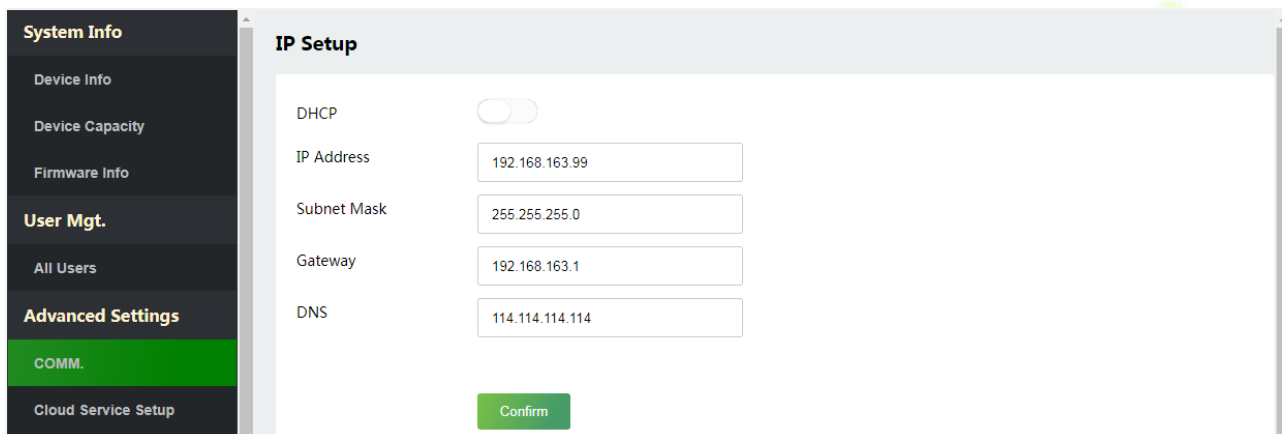 System Info
Device Info
Device Capacity
Firmware Info
User Mgt.
All Users
Advanced Settings
COMM.
Cloud Service Setup
IP Setup
DHCP
IP Address 192.168.163.99
Subnet Mask 255.255.255.0
Gateway 192.168.163.1
DNS 114.114.114.114
Confirm